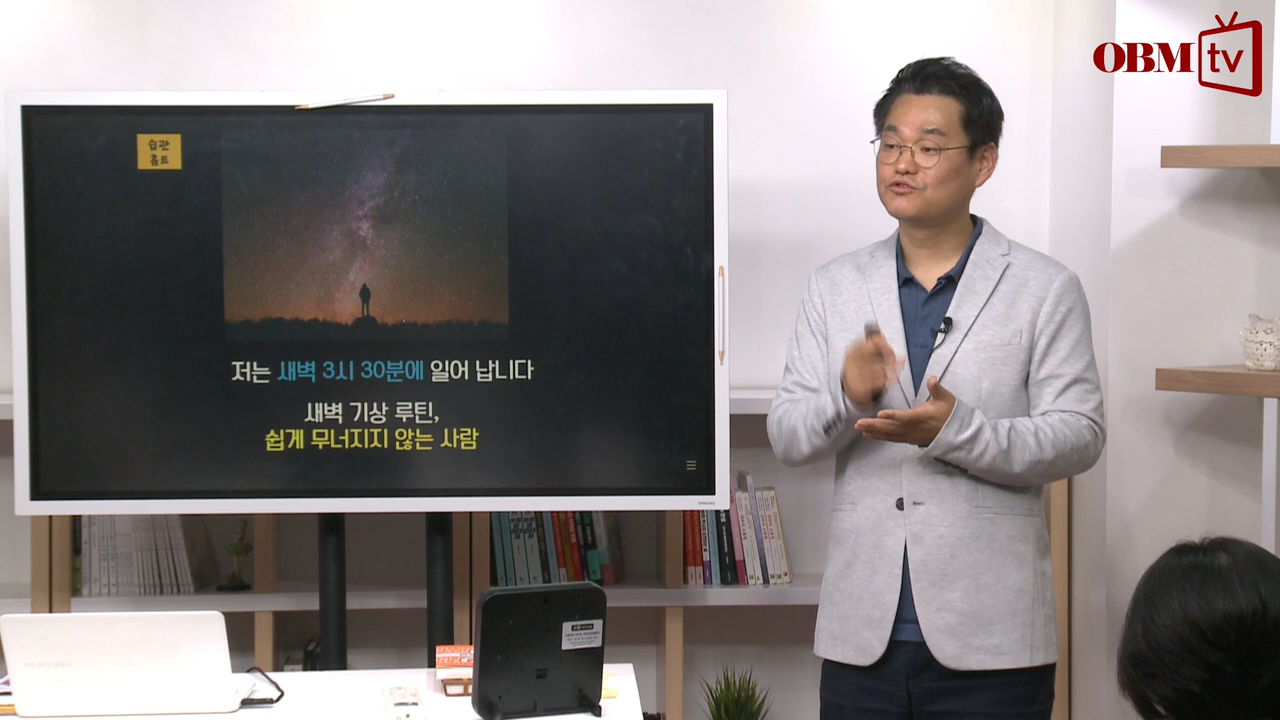 OBM tv
습관
홈트
저는 새벽 3시 30분에 일어 납니다
새벽 기상 루틴,
쉽게 무너지지 않는 사람
SAMSUNG